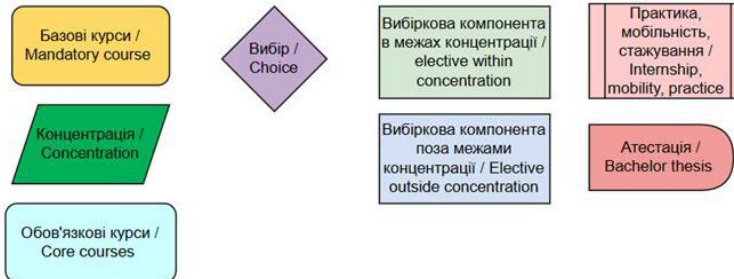 Базові курси /
Mandatory course
Вибір /
Choice
Вибіркова компонента
в межах концентрації /
elective within
concentration
Практика,
мобільність,
стажування /
Internship,
mobility, practice
Концентрація /
Concentration
Вибіркова компонента
поза межами
концентрації / Elective
outside concentration
Атестація /
Bachelor thesis
Обов'язкові курси /
Core courses